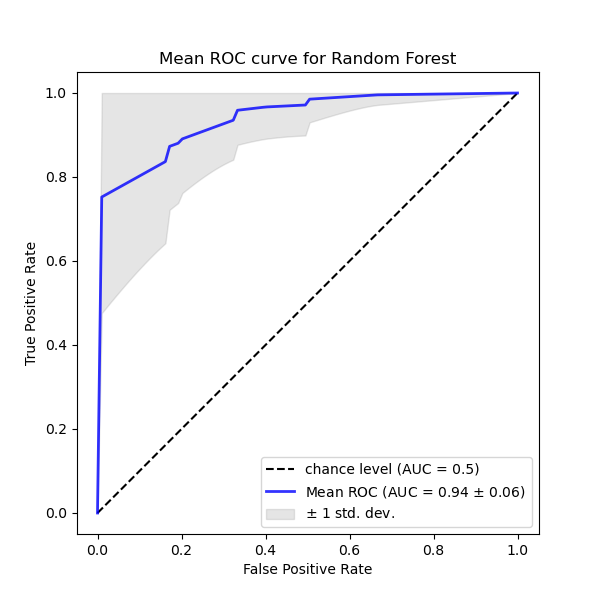 Mean ROC curve for Random Forest
1.0
0.8
0.6
0.4
0.2
0.0
True Positive Rate
chance level (AUC = 0.5)
Mean ROC (AUC = 0.94 ± 0.06)
± 1 std. dev.
0.0 0.2 0.4 0.6 0.8 1.0
False Positive Rate